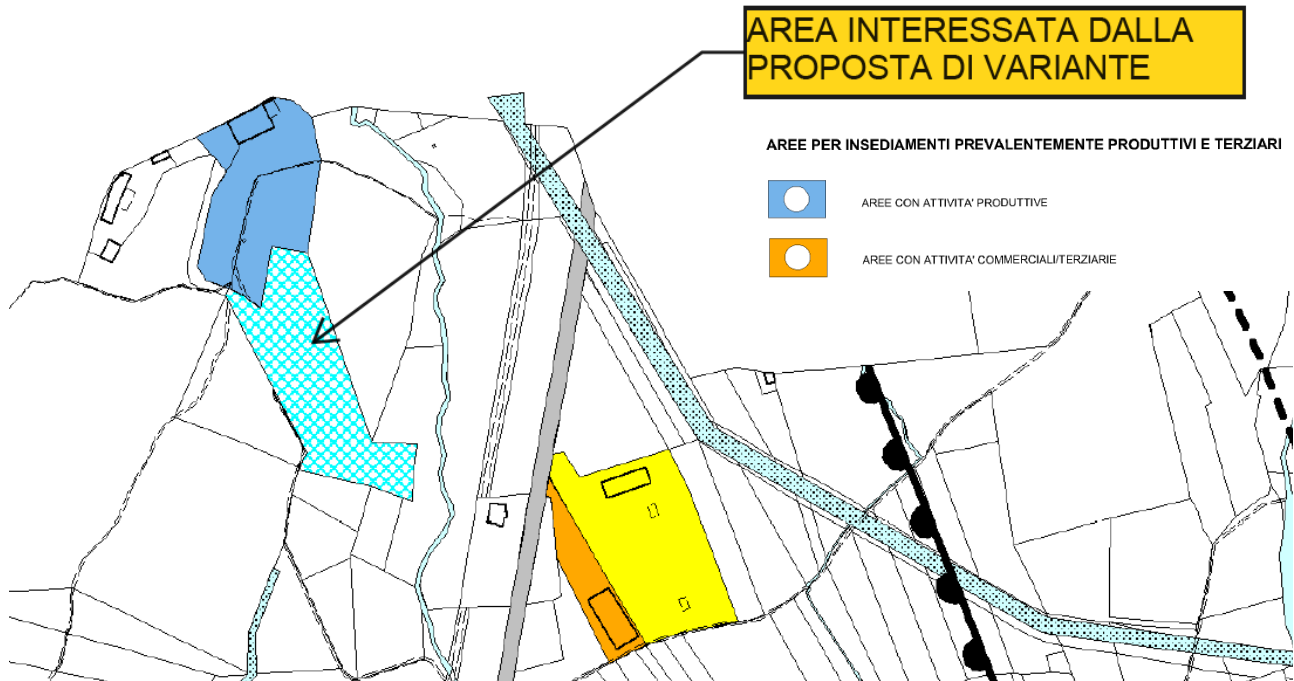 AREA INTERESSATA DALLA
PROPOSTA DI VARIANTE
AREE PER INSEDIAMENTI PREVALENTEMENTE PRODUTTIVI E TERZIARI
AREE CON ATTIVITA' PRODUTTIVE
AREE CON ATTIVITA' COMMERCIALI/TERZIARIE